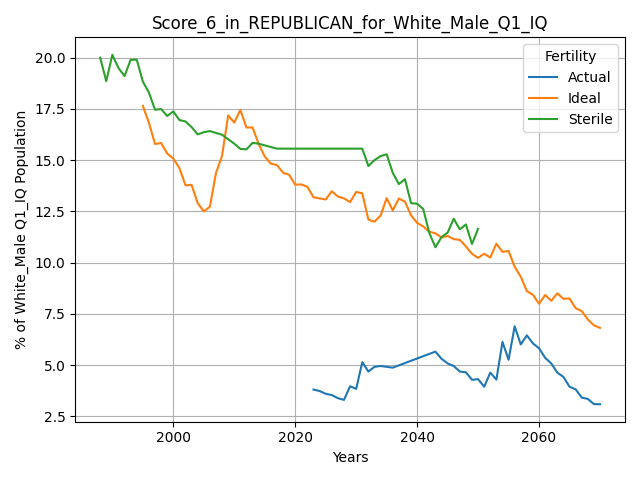 Score_6_in_REPUBLICAN_for_White_Male_Q1_IQ
Fertility
Actual
Ideal
Sterile
% of White_Male Q1_IQ Population
20.0
17.5
15.0
12.5
10.0
7.5
5.0
2.5
2000
2020
2040
2060
Years